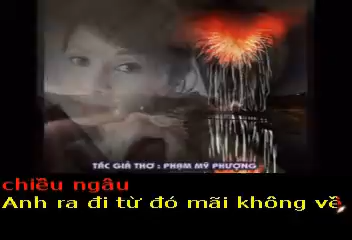 TÁC GIẢ THƠ : PHẠM MỸ PHƯỢNG
chiều ngâu
Anh ra đi từ đó mãi không về